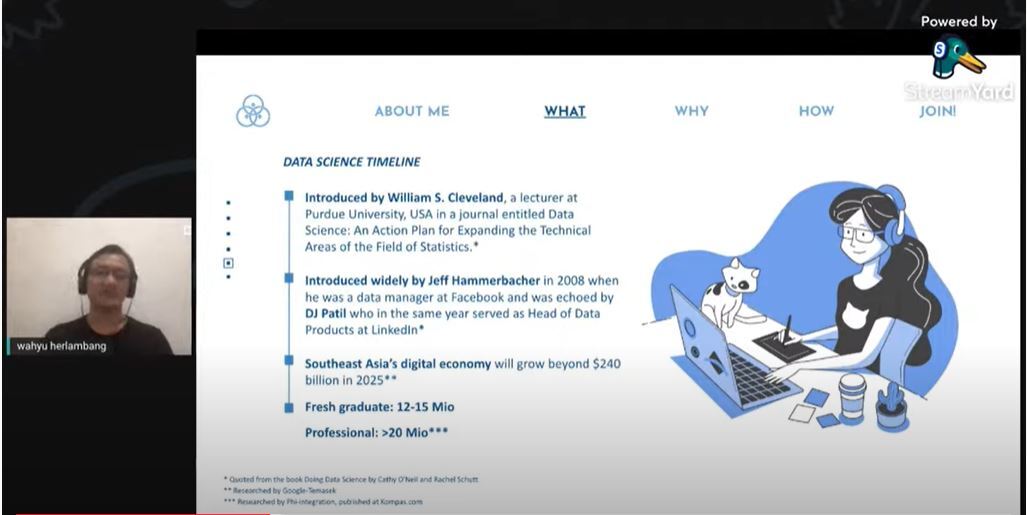 Powered by
StreamYard
ABOUT ME
WHAT
WHY
HOW
JOIN!
DATA SCIENCE TIMELINE
Introduced by William S. Cleveland, a lecturer at
Purdue University, USA in a journal entitled Data
Science: An Action Plan for Expanding the Technical
Areas of the Field of Statistics.*
Introduced widely by Jeff Hammerbacher in 2008 when
he was a data manager at Facebook and was echoed by
DJ Patil who in the same year served as Head of Data
Products at LinkedIn*
Southeast Asia's digital economy will grow beyond $240
billion in 2025**
Fresh graduate: 12-15 Mio
Professional: >20 Mio***
wahyu herlambang
* Quoted from the book Doing Data Science by Cathy O'Neil and Rachel Schutt
** Researched by Google-Temasek
*** Researched by Phi-Integration, published at Kompas.com